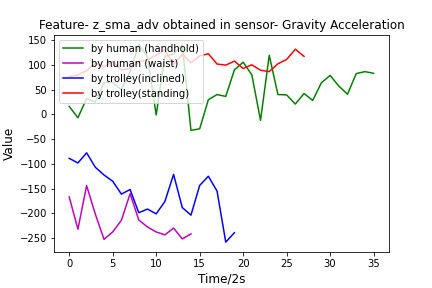 Feature- z_sma_adv obtained in sensor- Gravity Acceleration
150
100
50
0
−50
−100
−150
−200
−250
Value
by human(handhold)
by human (waist)
by trolley(inclined)
by trolley(standing)
0 5 10 15 20 25 30 35
Time/2s